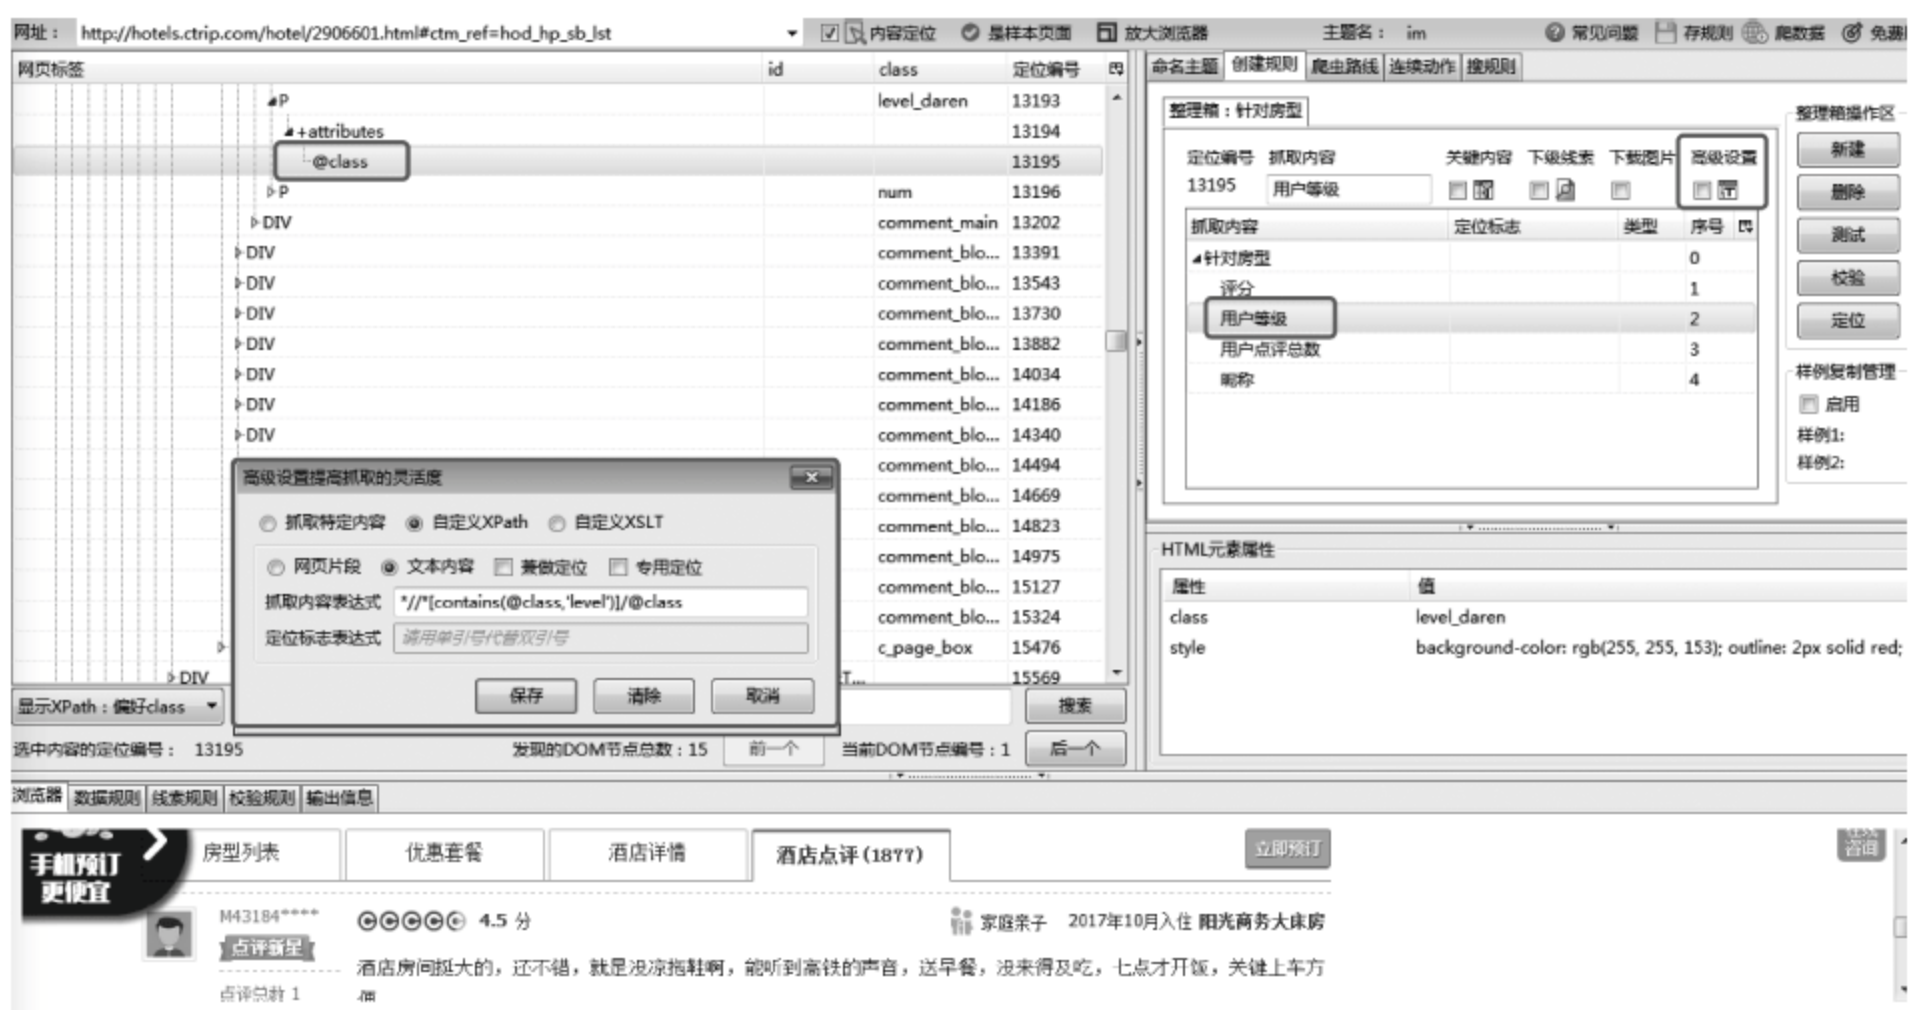 网址： http://hotels.ctrip.com/hotel/2906601.html#ctm_ref=hod_hp_sb_lst 内容定位 是样本页面 放大浏览器 主题名： im 常见问题 存规则 爬数据 免费
网页标签 id class 定位编号
P level_daren 13193
+attributes 13194
@class 13195
P num 13196
DIV comment_main 13202
DIV comment_blo... 13391
DIV comment_blo... 13543
DIV comment_blo... 13730
DIV comment_blo... 13882
DIV comment_blo... 14034
DIV comment_blo... 14186
DIV comment_blo... 14340
comment_blo... 14494
comment_blo... 14669
comment_blo... 14823
comment_blo... 14975
comment_blo... 15127
comment_blo... 15324
c_page_box 15476
DIV T... 15569
高级设置提高抓取的灵活度
抓取特定内容 自定义XPath 自定义XSLT
网页片段 文本内容 兼做定位 专用定位
抓取内容表达式 *//*[contains(@class,'level')]/@class
定位标志表达式 请用单引号代替双引号
保存 清除 取消
显示XPath：偏好class 搜索
选中内容的定位编号： 13195 发现的DOM节点总数：15 前一个 当前DOM节点编号：1 后一个
命名主题 创建规则 爬虫路线 连续动作 搜规则
整理箱：针对房型
定位编号 抓取内容 关键内容 下级线索 下载图片 高级设置
13195 用户等级
抓取内容 定位标志 类型 序号
针对房型 0
评分 1
用户等级 2
用户点评总数 3
昵称 4
整理箱操作区
新建
删除
测试
校验
定位
样例复制管理
启用
样例1:
样例2:
HTML元素属性
属性 值
class level_daren
style background-color: rgb(255, 255, 153); outline: 2px solid red;
浏览器 数据规则 线索规则 校验规则 输出信息
手机预订
更便宜
房型列表 优惠套餐 酒店详情 酒店点评(1877) 立即预订
咨询
M43184**** 4.5 分 家庭亲子 2017年10月入住 阳光商务大床房
点评新星
酒店房间挺大的，还不错，就是没凉拖鞋啊，能听到高铁的声音，送早餐，没来得及吃，七点才开饭，关键上车方
点评总数 1 便